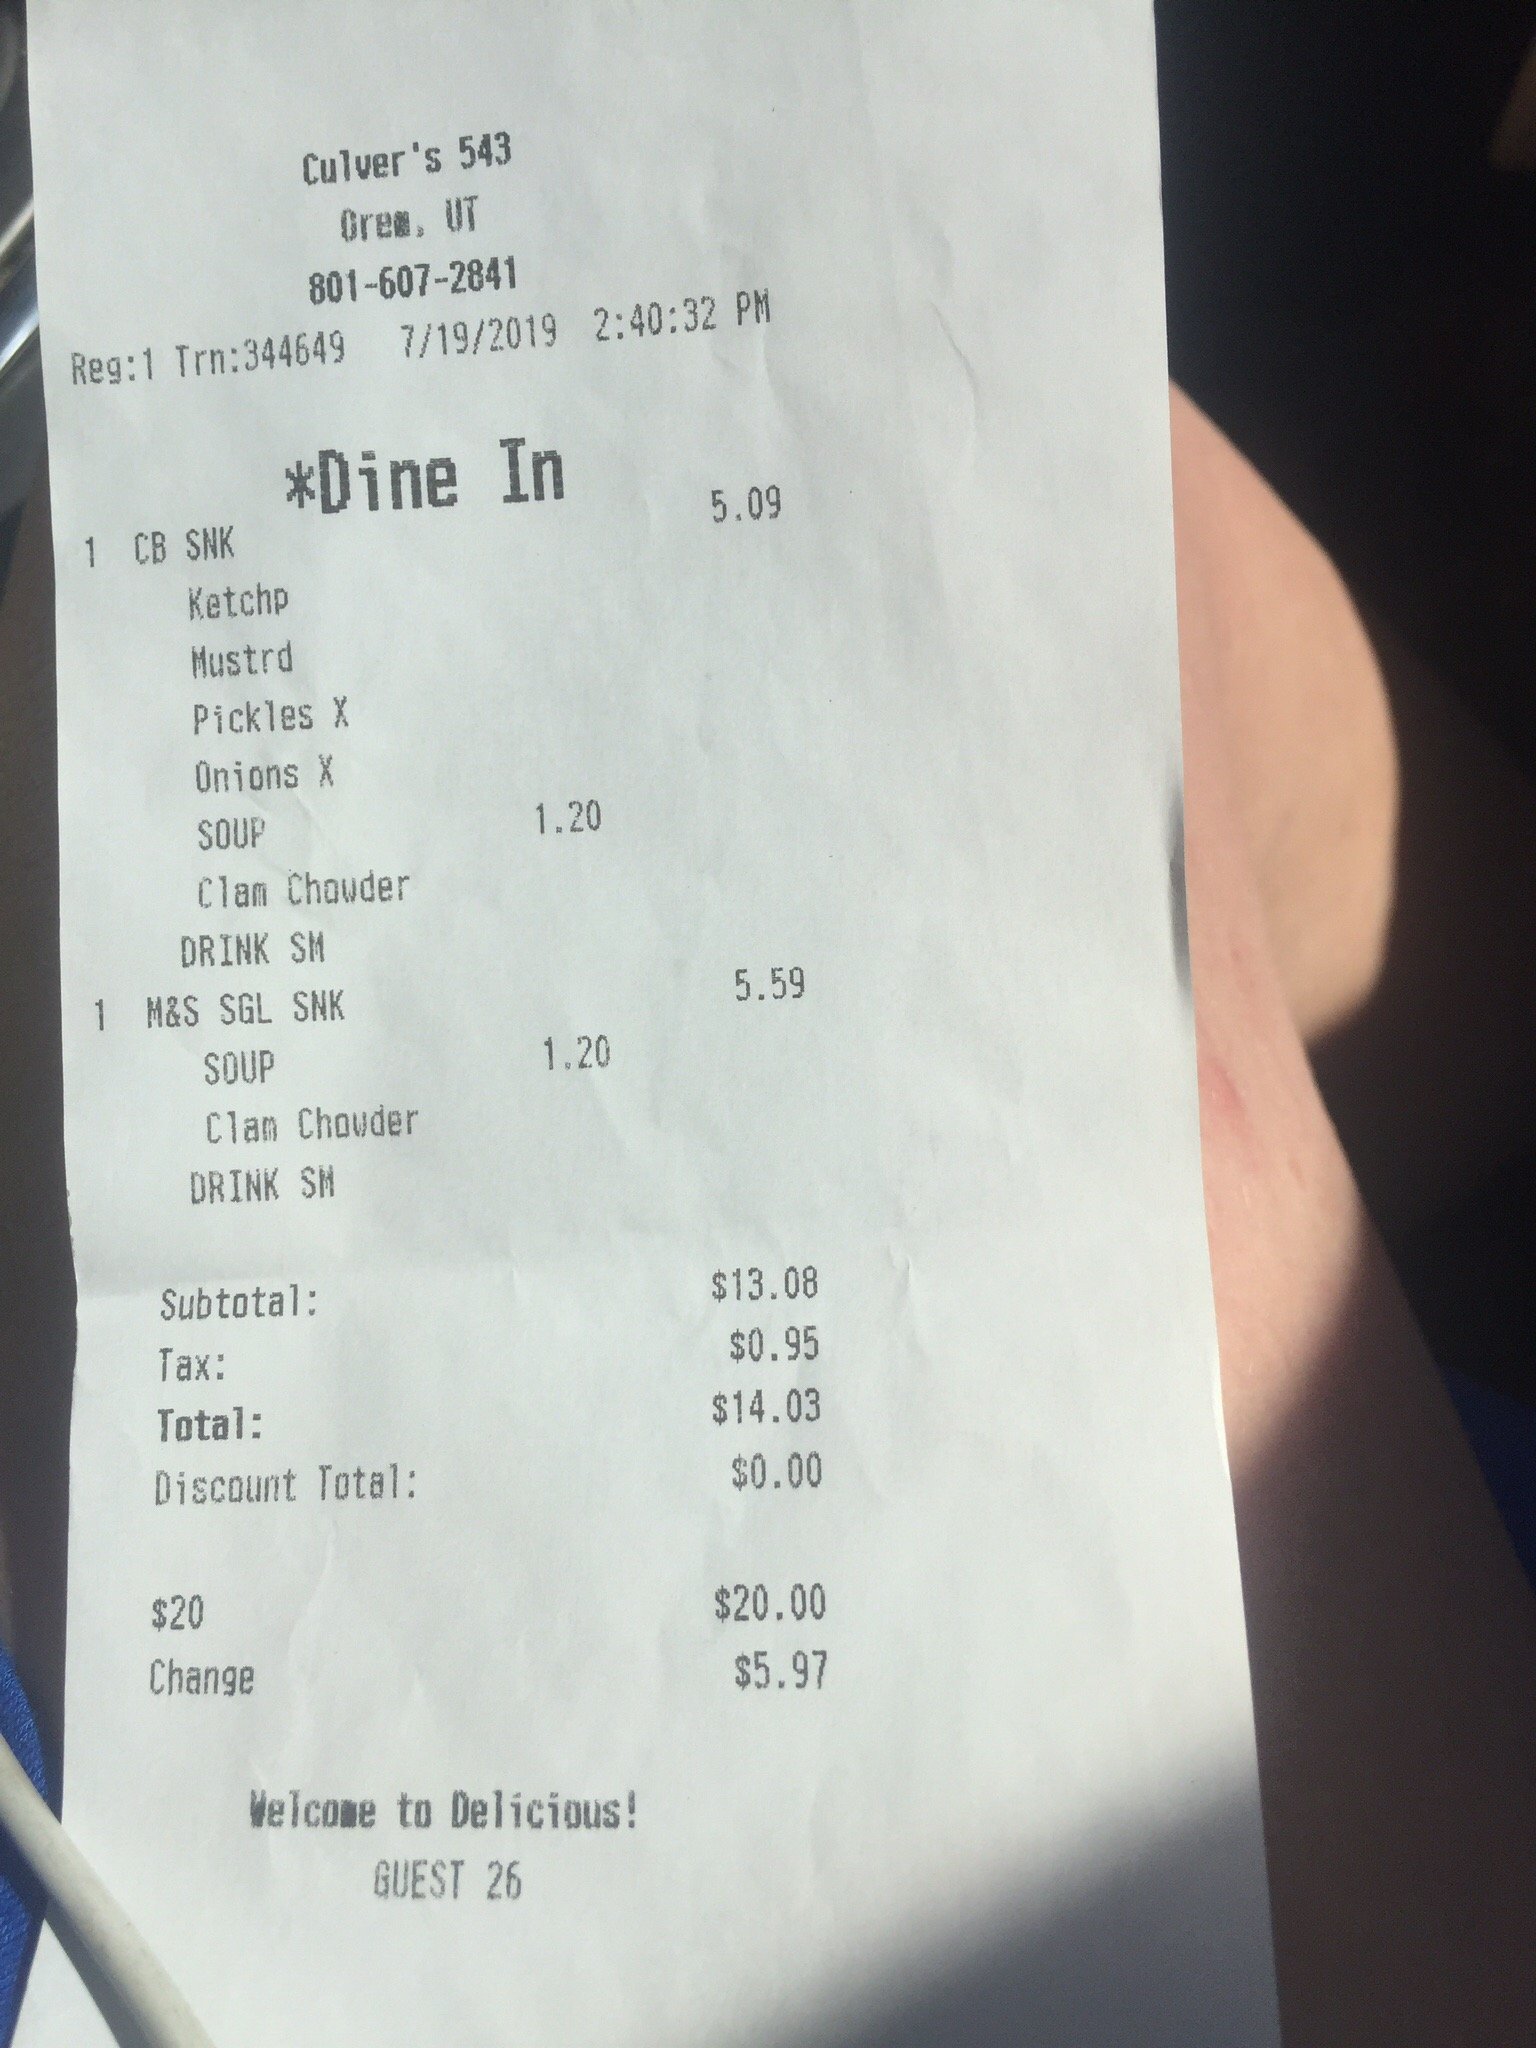 Culver's 543
Orem, UT
801-607-2841
Reg:1 Trn:344649 7/19/2019 2:40:32 PM
*Dine In
1 CB SNK 5.09
Ketchp
Mustrd
Pickles X
Onions X
SOUP 1.20
Clam Chowder
DRINK SM
1 M&S SGL SNK 5.59
SOUP 1.20
Clam Chowder
DRINK SM
Subtotal: $13.08
Tax: $0.95
Total: $14.03
Discount Total: $0.00
$20 $20.00
Change $5.97
Welcome to Delicious!
GUEST 26